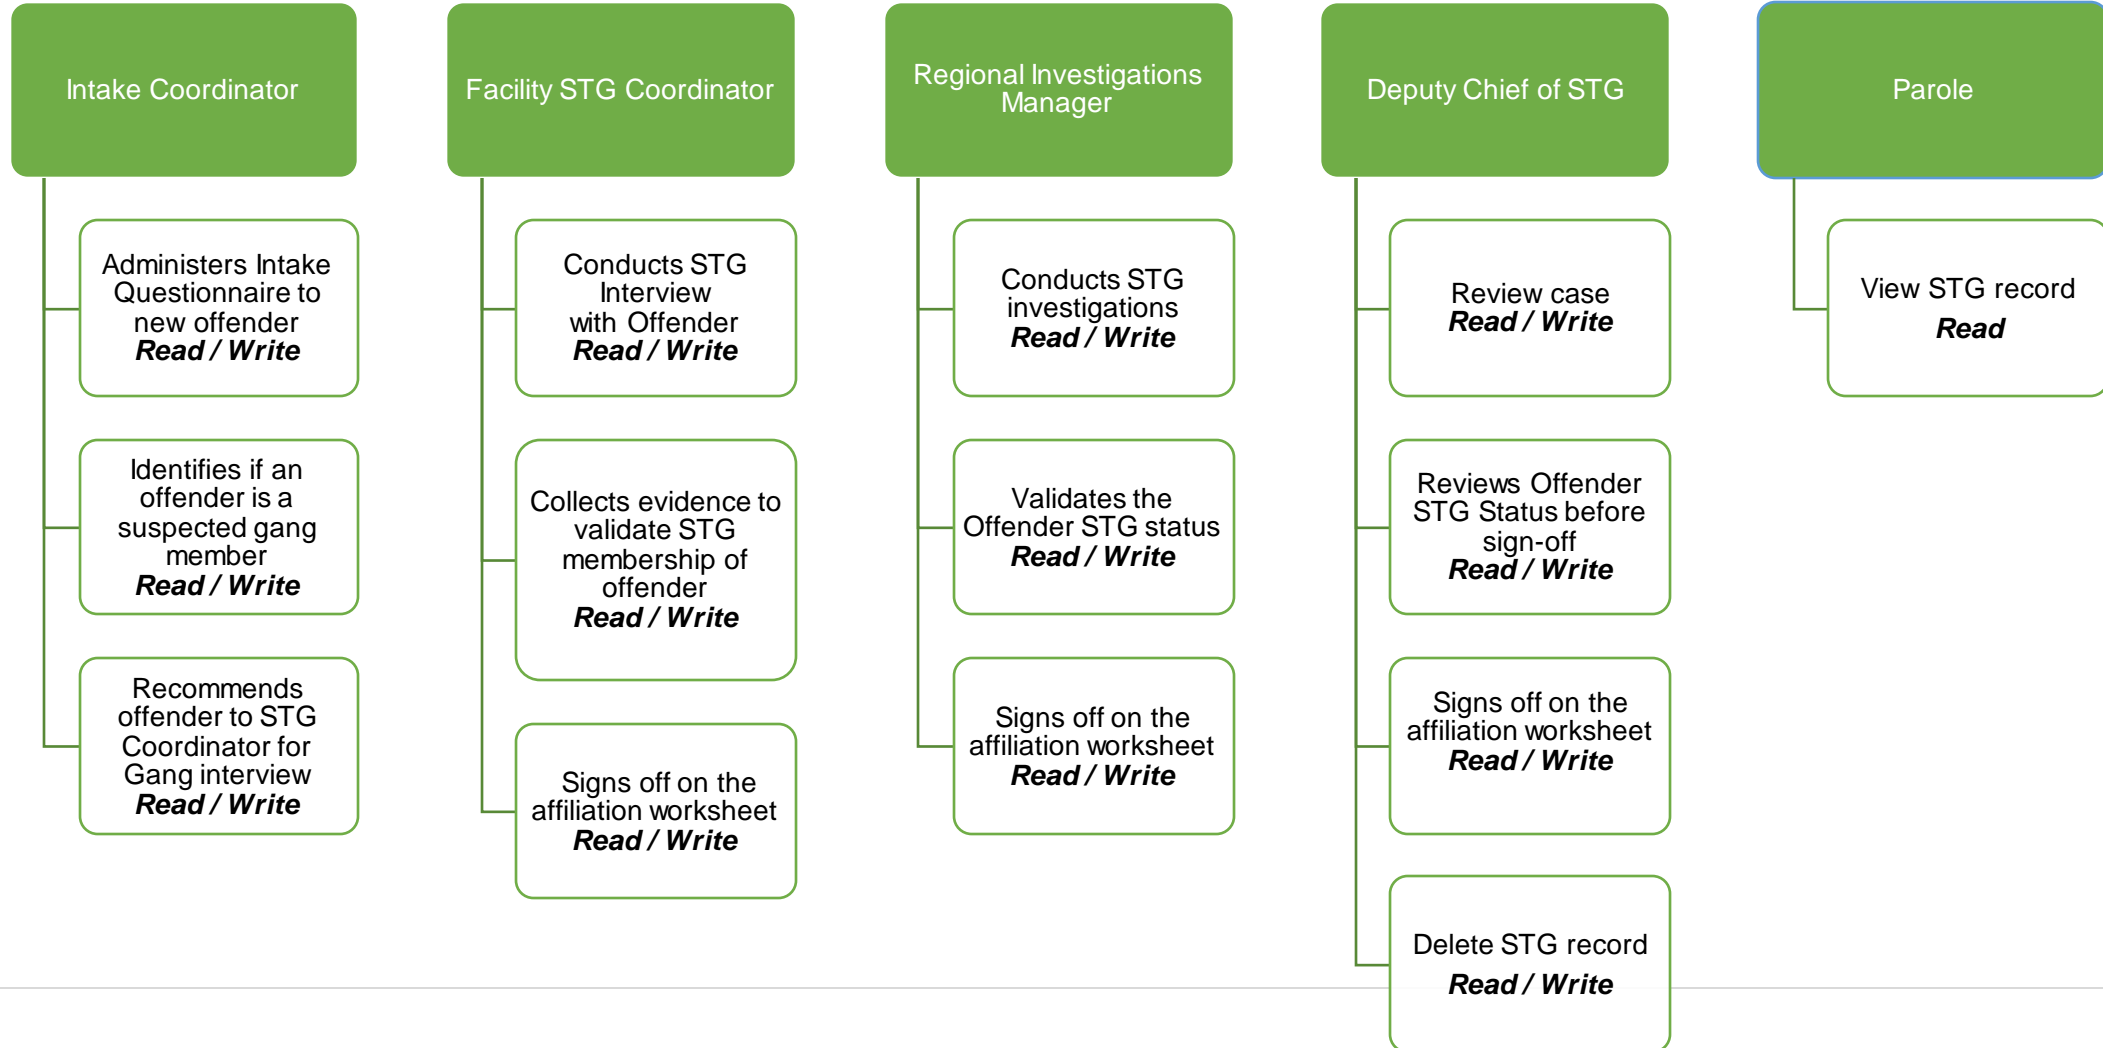 Intake Coordinator
Administers Intake
Questionnaire to
new offender
Read / Write
Identifies if an
offender is a
suspected gang
member
Read / Write
Recommends
offender to STG
Coordinator for
Gang interview
Read / Write
Facility STG Coordinator
Conducts STG
Interview
with Offender
Read / Write
Collects evidence to
validate STG
membership of
offender
Read / Write
Signs off on the
affiliation worksheet
Read / Write
Regional Investigations
Manager
Conducts STG
investigations
Read / Write
Validates the
Offender STG status
Read / Write
Signs off on the
affiliation worksheet
Read / Write
Deputy Chief of STG
Review case
Read / Write
Reviews Offender
STG Status before
sign-off
Read / Write
Signs off on the
affiliation worksheet
Read / Write
Delete STG record
Read / Write
Parole
View STG record
Read